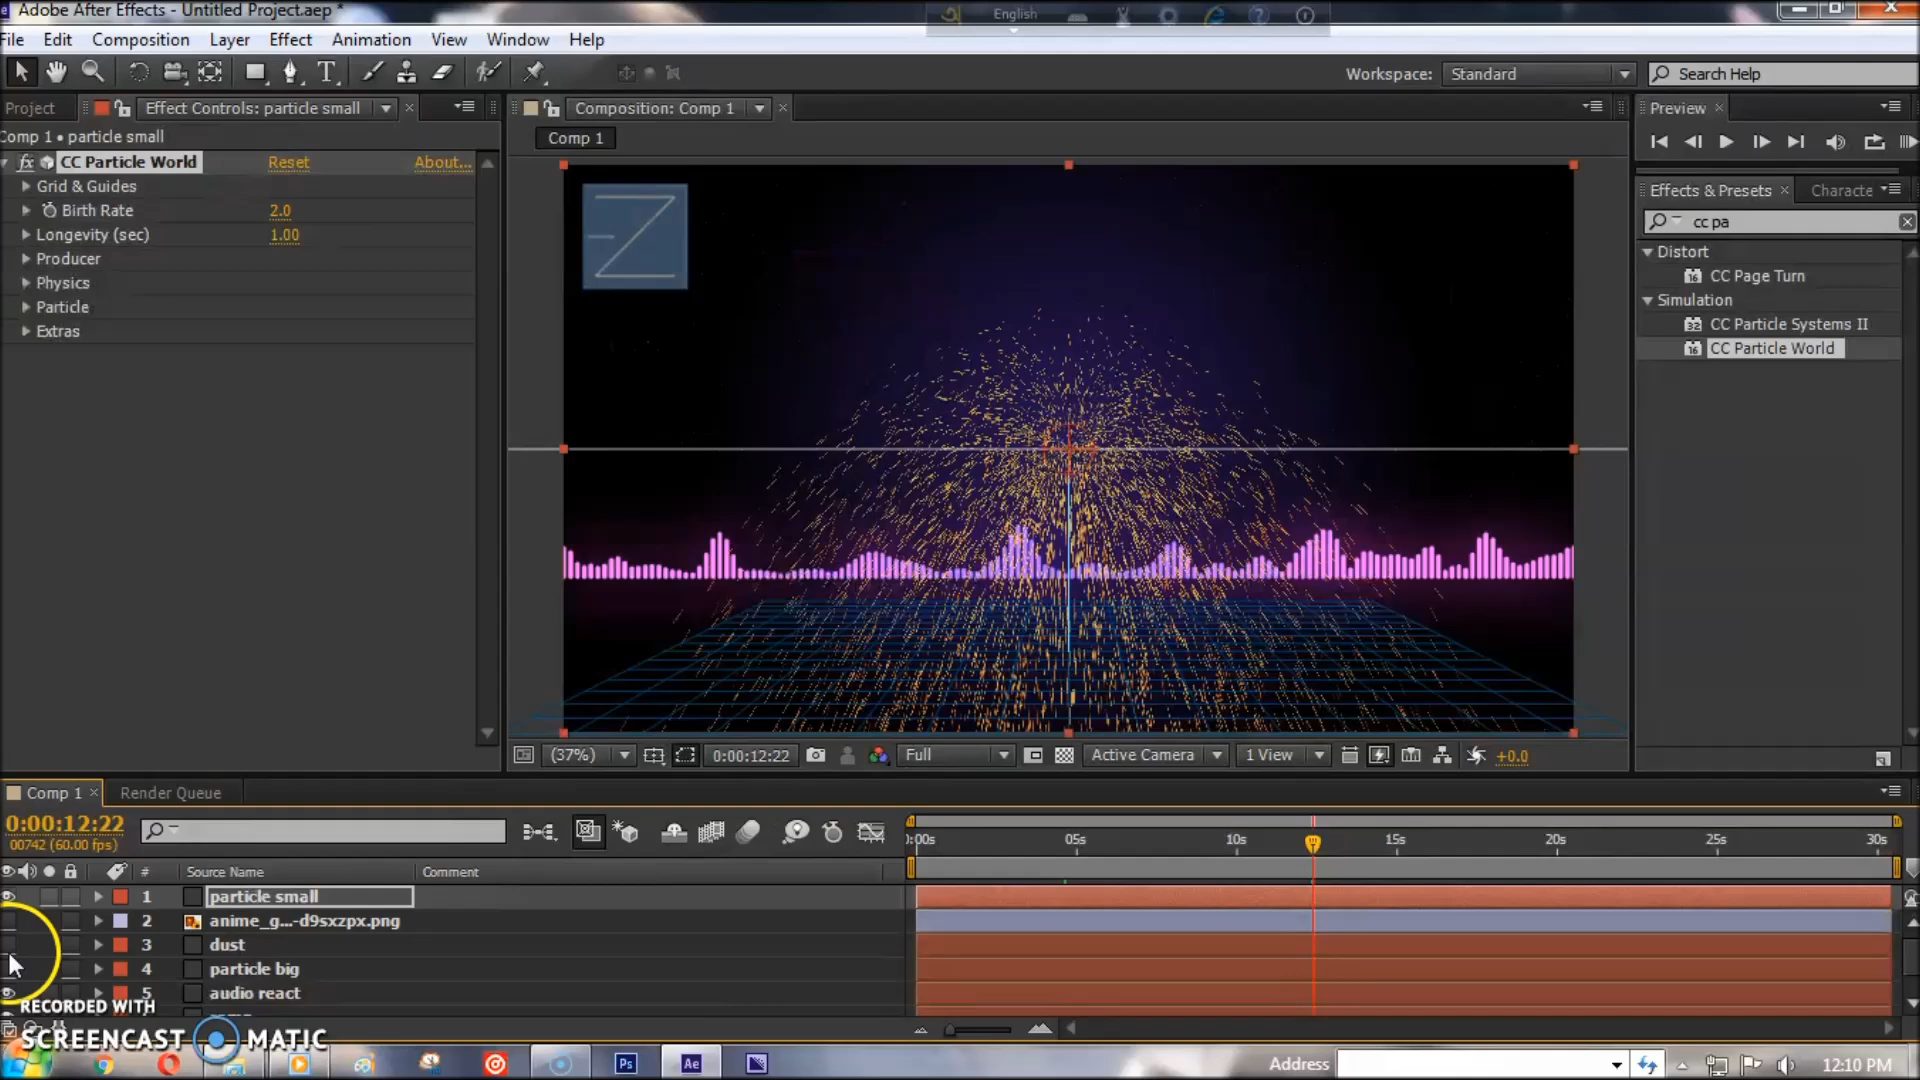 Adobe After Effects - Untitled Project.aep *
English
File Edit Composition Layer Effect Animation View Window Help
Workspace: Standard
Search Help
Project
Effect Controls: particle small
Composition: Comp 1
Preview
Comp 1 • particle small
Comp 1
CC Particle World Reset About...
Grid & Guides
Birth Rate 2.0
Longevity (sec) 1.00
Producer
Physics
Particle
Extras
Effects & Presets
Characte
cc pa
Distort
CC Page Turn
Simulation
CC Particle Systems II
CC Particle World
(37%) 0:00:12:22 Full Active Camera 1 View +0.0
Comp 1
Render Queue
0:00:12:22
00742 (60.00 fps)
:00s 05s 10s 15s 20s 25s 30s
# Source Name Comment
1 particle small
2 anime_g...-d9sxzpx.png
3 dust
4 particle big
5 audio react
RECORDED WITH
SCREENCAST MATIC
Ps Ae
Address
12:10 PM